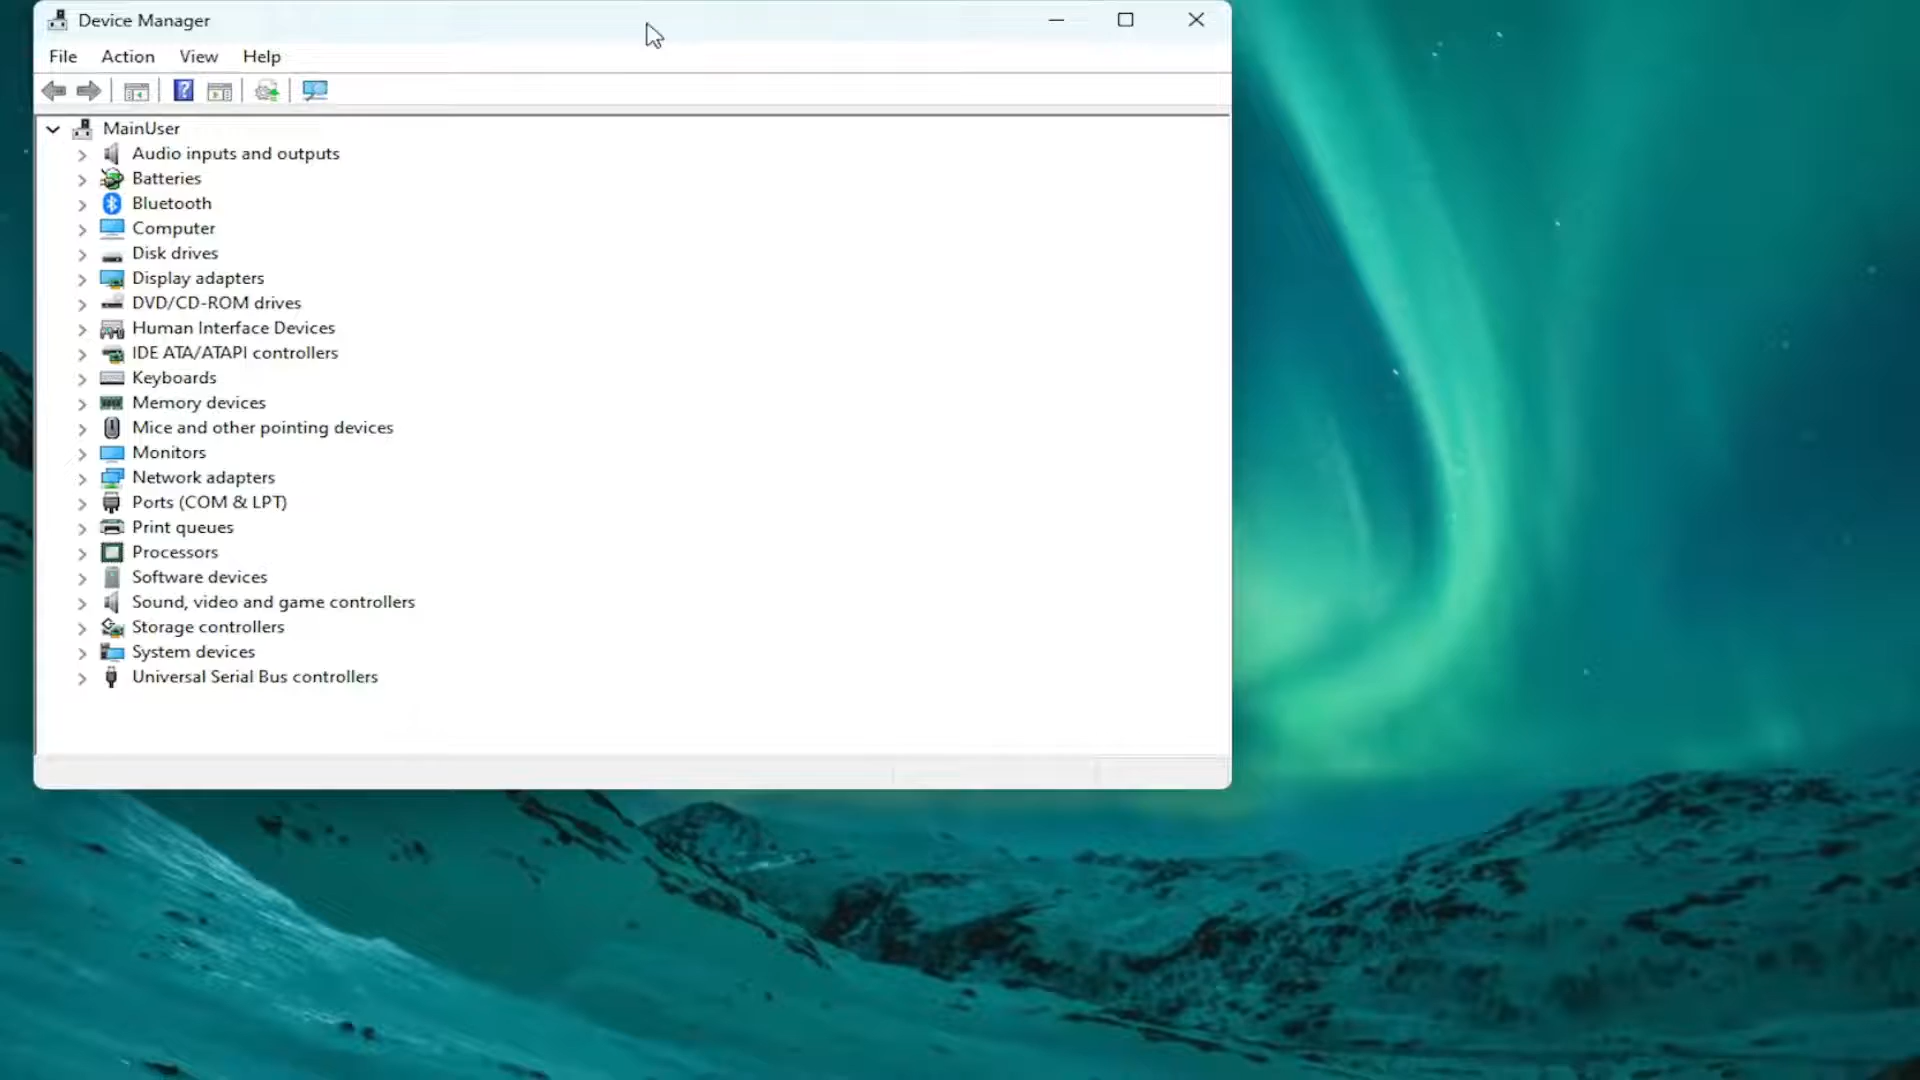 Device Manager
File Action View Help
MainUser
Audio inputs and outputs
Batteries
Bluetooth
Computer
Disk drives
Display adapters
DVD/CD-ROM drives
Human Interface Devices
IDE ATA/ATAPI controllers
Keyboards
Memory devices
Mice and other pointing devices
Monitors
Network adapters
Ports (COM & LPT)
Print queues
Processors
Software devices
Sound, video and game controllers
Storage controllers
System devices
Universal Serial Bus controllers